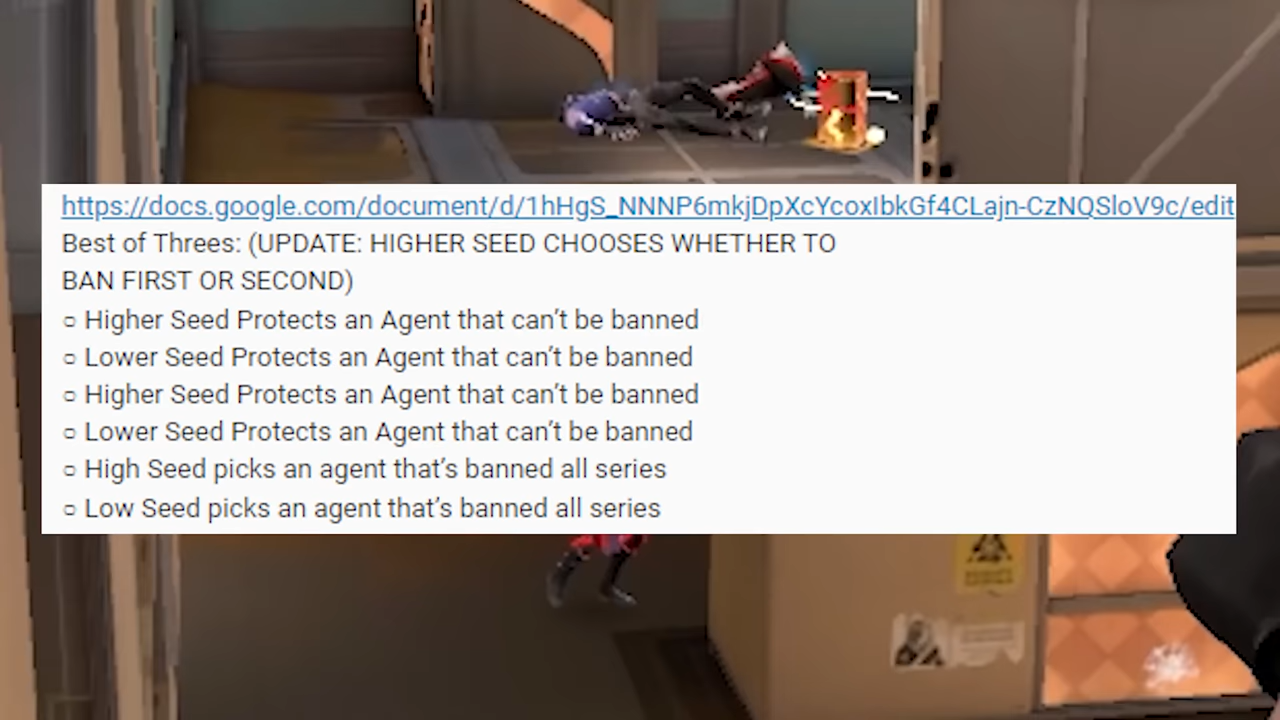 https://docs.google.com/document/d/1hHgS_NNNP6mkjDpXcYcoxIbkGf4CLajn-CzNQSloV9c/edit
Best of Threes: (UPDATE: HIGHER SEED CHOOSES WHETHER TO
BAN FIRST OR SECOND)
○ Higher Seed Protects an Agent that can’t be banned
○ Lower Seed Protects an Agent that can’t be banned
○ Higher Seed Protects an Agent that can’t be banned
○ Lower Seed Protects an Agent that can’t be banned
○ High Seed picks an agent that’s banned all series
○ Low Seed picks an agent that’s banned all series